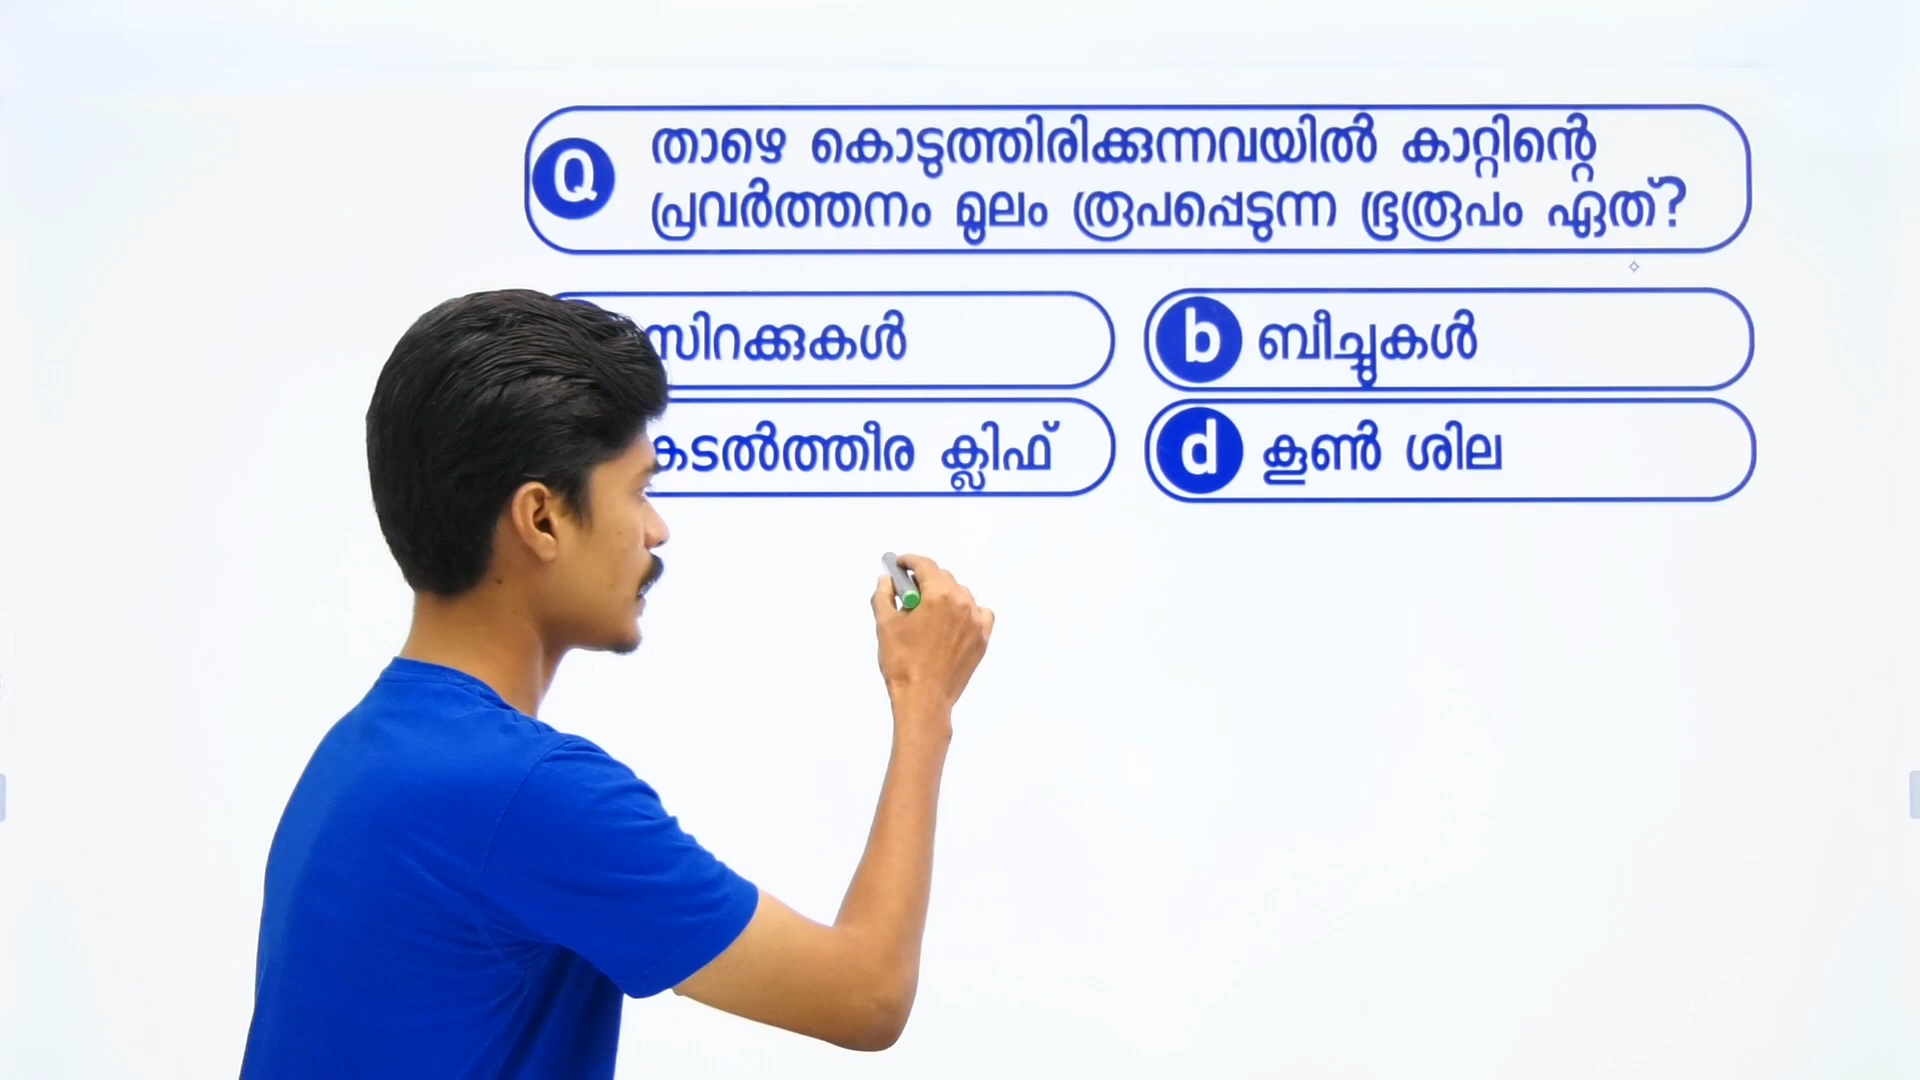 Q താഴെ കൊടുത്തിരിക്കുന്നവയിൽ കാറ്റിന്റെ
പ്രവർത്തനം മൂലം രൂപപ്പെടുന്ന ഭൂരൂപം ഏത്?
സിറക്കുകൾ
b ബീച്ചുകൾ
കടൽത്തീര ക്ലിഫ്
d കൂൺ ശില